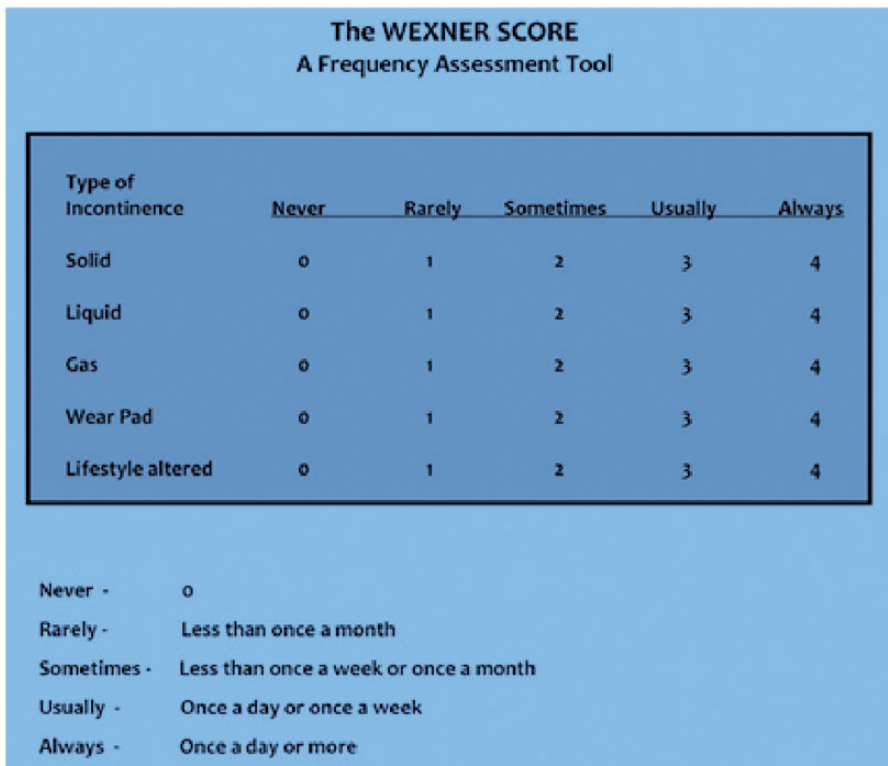 The WEXNER SCORE
A Frequency Assessment Tool
Type of
Incontinence Never Rarely Sometimes Usually Always
Solid 0 1 2 3 4
Liquid 0 1 2 3 4
Gas 0 1 2 3 4
Wear Pad 0 1 2 3 4
Lifestyle altered 0 1 2 3 4
Never - 0
Rarely - Less than once a month
Sometimes - Less than once a week or once a month
Usually - Once a day or once a week
Always - Once a day or more